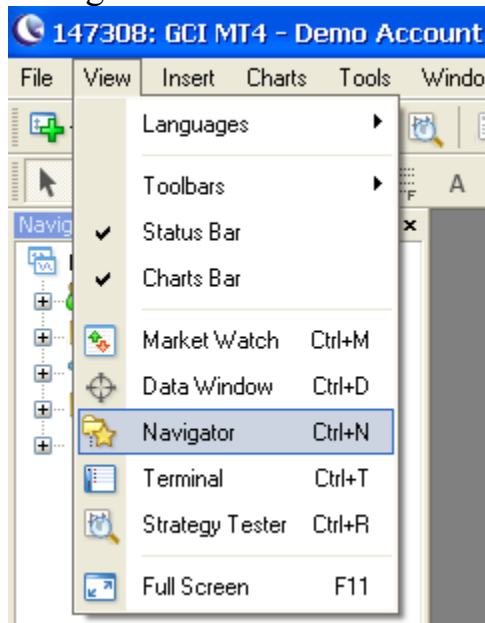 147308: GCI MT4 - Demo Account
File View Insert Charts Tools Windo
Languages
A
F
Toolbars
Navig
Status Bar
Charts Bar
Market Watch Ctrl+M
Data Window Ctrl+D
Navigator Ctrl+N
Terminal Ctrl+T
Strategy Tester Ctrl+R
Full Screen F11